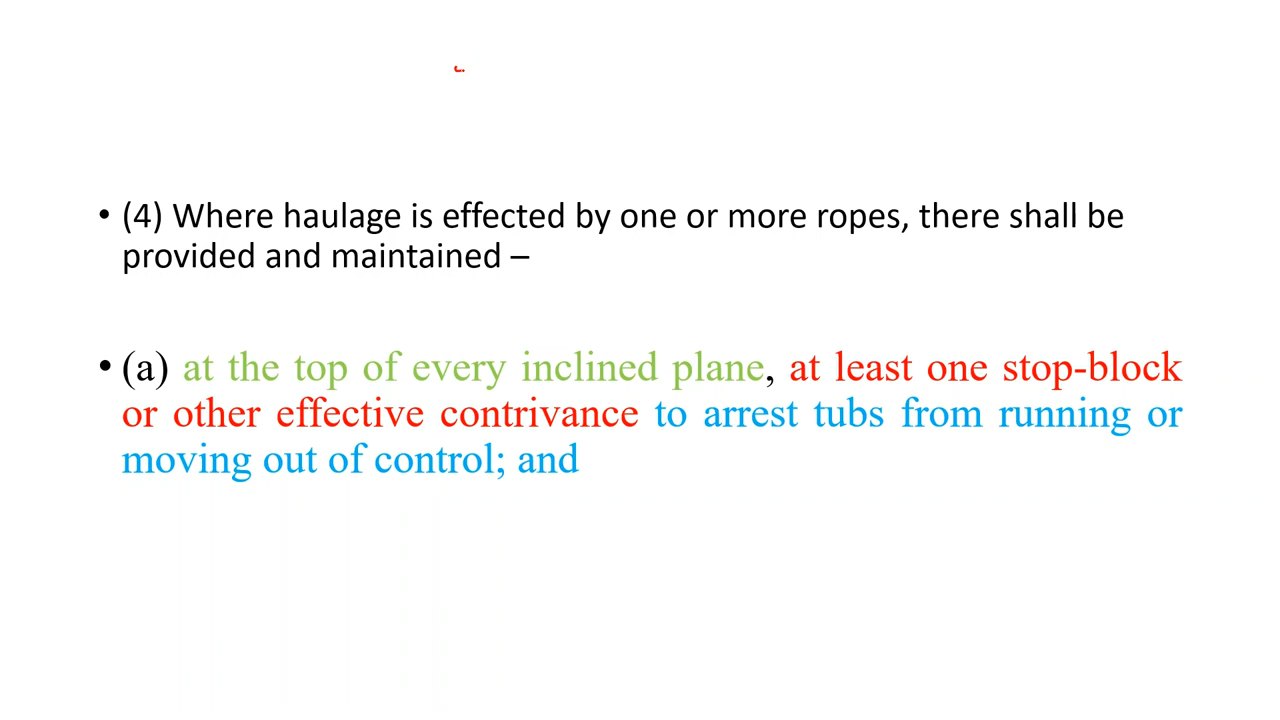 • (4) Where haulage is effected by one or more ropes, there shall be
provided and maintained –
• (a) at the top of every inclined plane, at least one stop-block
or other effective contrivance to arrest tubs from running or
moving out of control; and